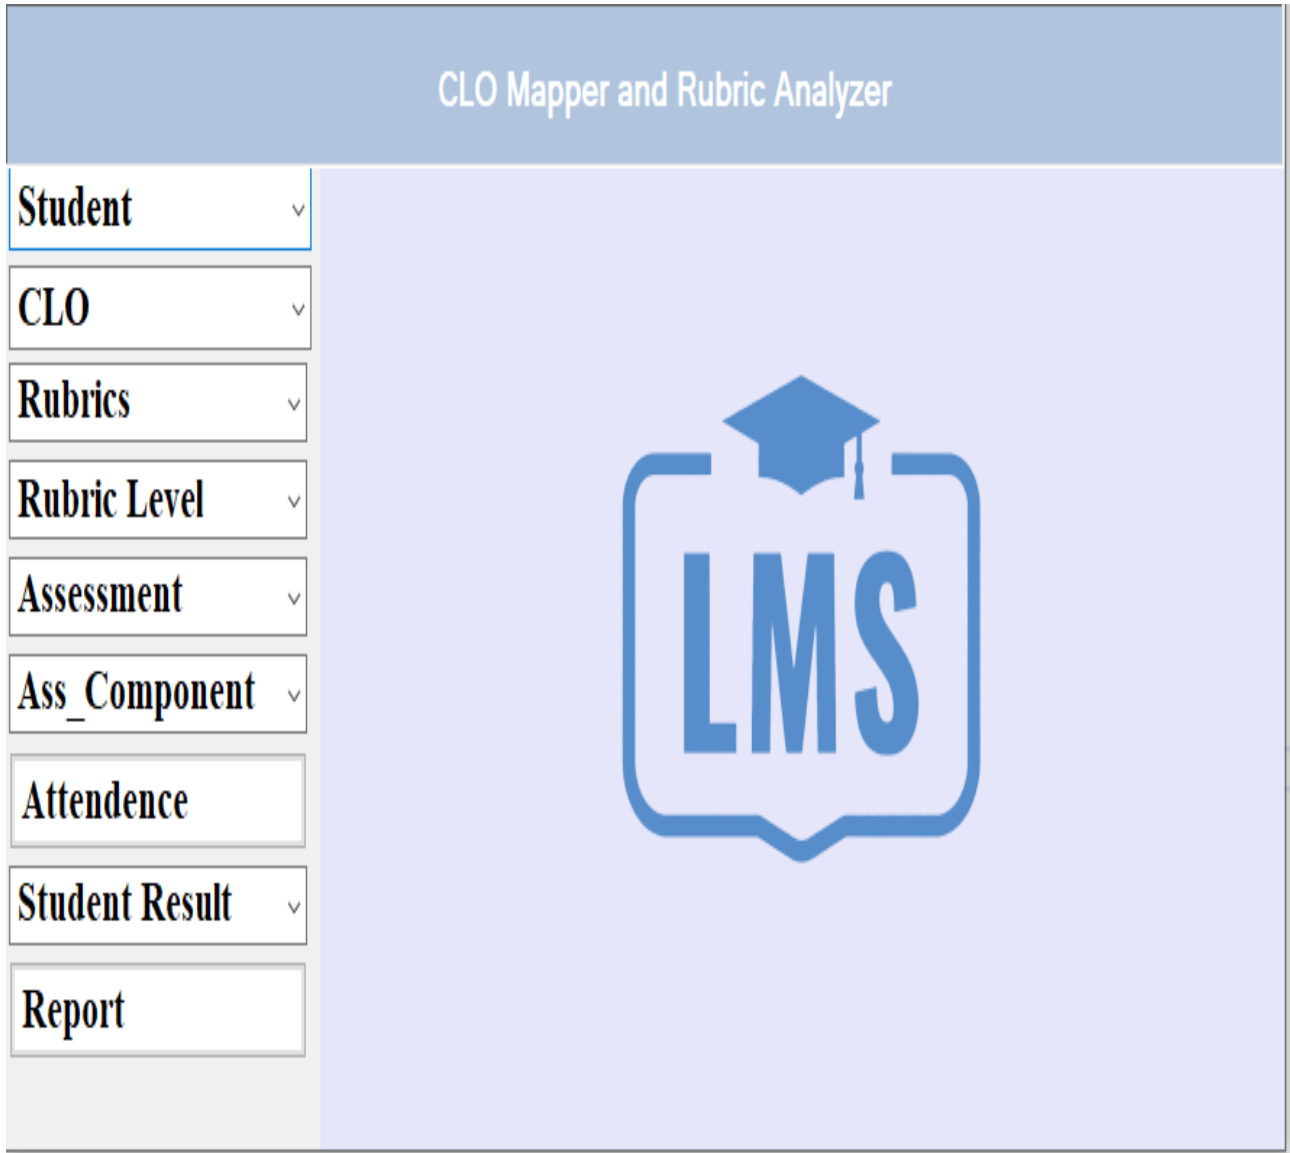 CLO Mapper and Rubric Analyzer
Student
CLO
Rubrics
Rubric Level
Assessment
Ass_Component
Attendence
Student Result
Report
LMS